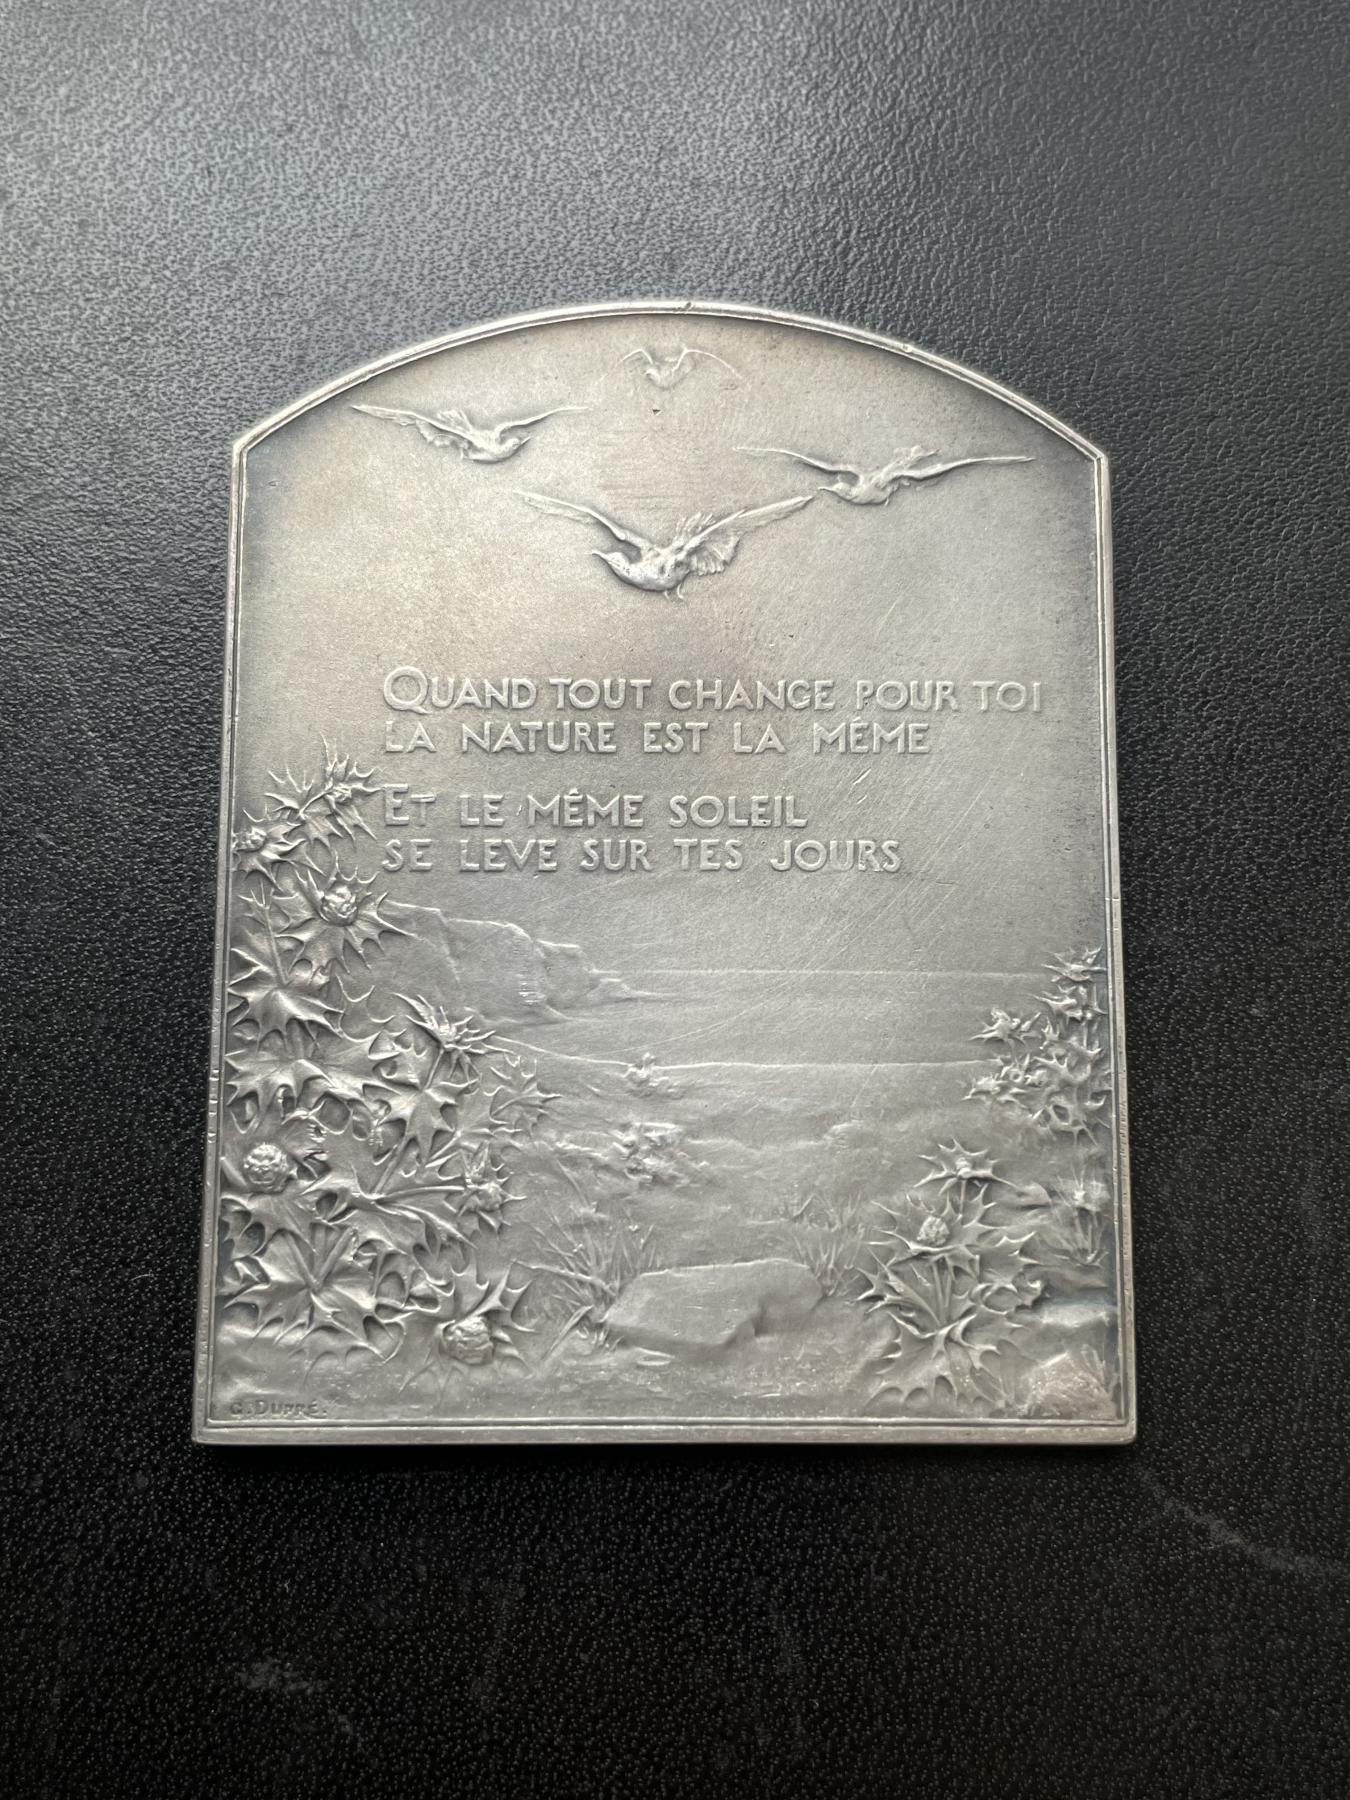 QUAND TOUT CHANGE POUR TOI
LA NATURE EST LA MÊME
ET LE MÊME SOLEIL
SE LEVE SUR TES JOURS
G. DUPRÉ.